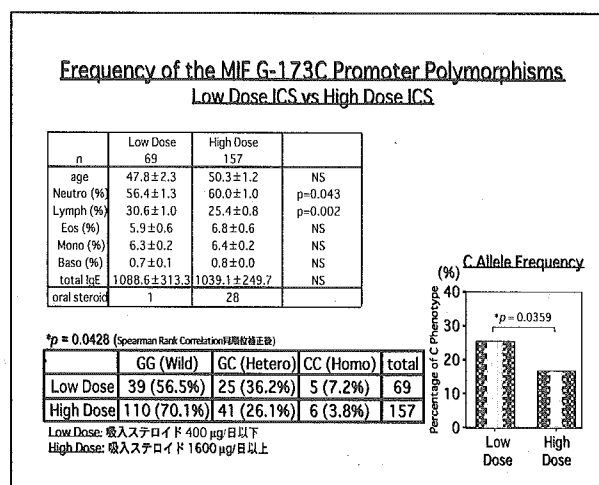 Frequency of the MIF G-173C Promoter Polymorphisms
Low Dose ICS vs High Dose ICS
Low Dose High Dose
n 69 157
age 47.8±2.3 50.3±1.2 NS
Neutro (%) 56.4±1.3 60.0±1.0 p=0.043
Lymph (%) 30.6±1.0 25.4±0.8 p=0.002
Eos (%) 5.9±0.6 6.8±0.6 NS
Mono (%) 6.3±0.2 6.4±0.2 NS
Baso (%) 0.7±0.1 0.8±0.0 NS
total IgE 1088.6±313.3 1039.1±249.7 NS
oral steroid 1 28
*p = 0.0428 (Spearman Rank Correlation同順位補正後)
GG (Wild) GC (Hetero) CC (Homo) total
Low Dose 39 (56.5%) 25 (36.2%) 5 (7.2%) 69
High Dose 110 (70.1%) 41 (26.1%) 6 (3.8%) 157
Low Dose: 吸入ステロイド 400 μg/日以下
High Dose: 吸入ステロイド 1600 μg/日以上
C Allele Frequency
(%)
Percentage of C Phenotype
40
30
20
10
0
*p = 0.0359
Low Dose
High Dose